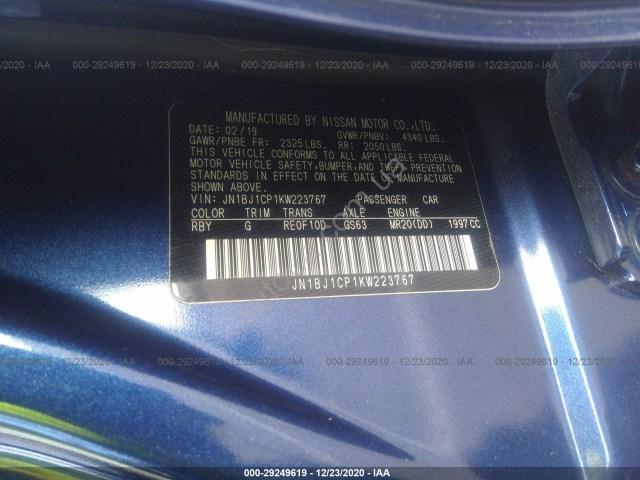 000-29249619 - 12/23/2020 - IAA 000-29249619 - 12/23/2020 - IAA 000-29249619 - 12/23/2020 - IAA
MANUFACTURED BY NISSAN MOTOR CO.,LTD.
DATE: 02/19 GVWR/PNBV: 4340 LBS.
GAWR/PNBE FR: 2325 LBS. RR: 2050 LBS.
THIS VEHICLE CONFORMS TO ALL APPLICABLE FEDERAL
MOTOR VEHICLE SAFETY,BUMPER,AND THEFT PREVENTION
STANDARDS IN EFFECT ON THE DATE OF MANUFACTURE
SHOWN ABOVE.
VIN: JN1BJ1CP1KW223767 PASSENGER CAR
COLOR TRIM TRANS AXLE ENGINE
RBY G RE0F10D GS63 MR20(DD) 1997CC
JN1BJ1CP1KW223767
000-29249619 - 12/23/2020 - IAA 000-29249619 - 12/23/2020 - IAA 000-29249619 - 12/23/2020 - IAA
000-29249619 - 12/23/2020 - IAA